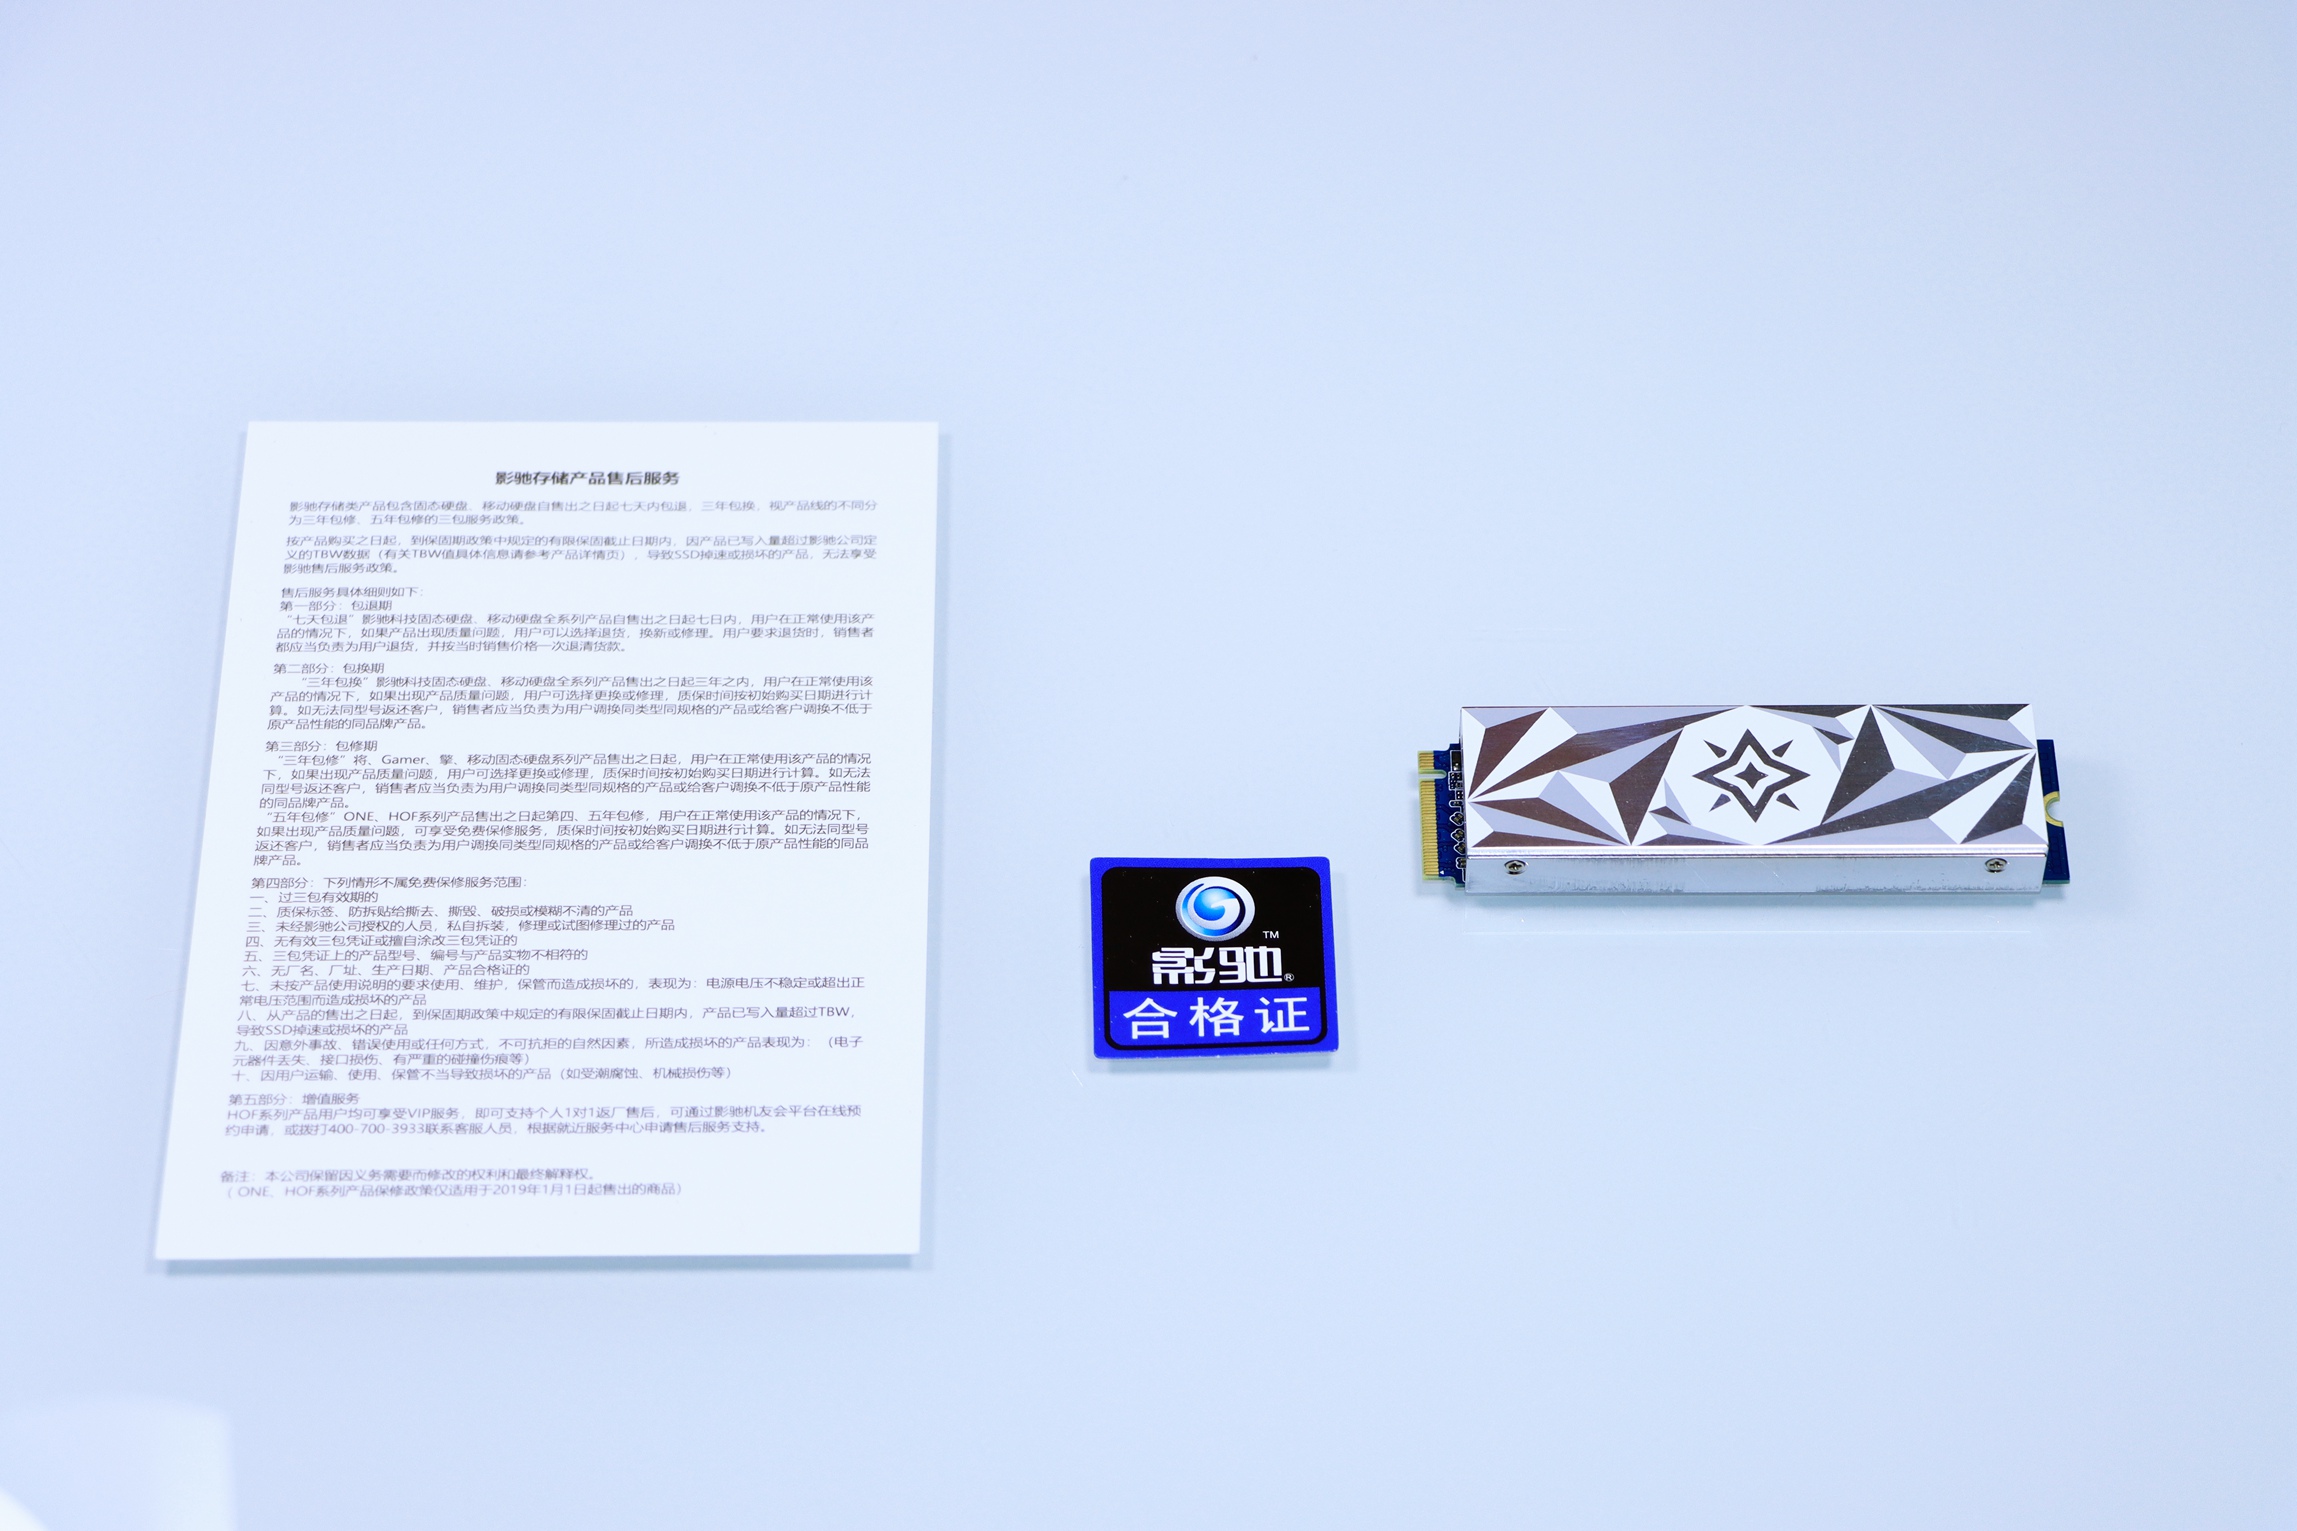 影驰存储产品售后服务
影驰存储类产品包含固态硬盘、移动硬盘自售出之日起七天内包退，三年包换，视产品线的不同分
为三年包修、五年包修的三包服务政策。
按产品购买之日起，到保固期政策中规定的有限保固截止日期内，因产品已写入量超过影驰公司定
义的TBW数据（有关TBW值具体信息请参考产品详情页），导致SSD掉速或损坏的产品，无法享受
影驰售后服务政策。
售后服务具体细则如下：
第一部分：包退期
“七天包退”影驰科技固态硬盘、移动硬盘全系列产品自售出之日起七日内，用户在正常使用该产
品的情况下，如果产品出现质量问题，用户可以选择退货，换新或修理。用户要求退货时，销售者
都应当负责为用户退货，并按当时销售价格一次退清货款。
第二部分：包换期
“三年包换”影驰科技固态硬盘、移动硬盘全系列产品售出之日起三年之内，用户在正常使用该
产品的情况下，如果出现产品质量问题，用户可选择更换或修理，质保时间按初始购买日期进行计
算。如无法同型号返还客户，销售者应当负责为用户调换同类型同规格的产品或给客户调换不低于
原产品性能的同品牌产品。
第三部分：包修期
“三年包修”将、Gamer、擎、移动固态硬盘系列产品售出之日起，用户在正常使用该产品的情况
下，如果出现产品质量问题，用户可选择更换或修理，质保时间按初始购买日期进行计算。如无法
同型号返还客户，销售者应当负责为用户调换同类型同规格的产品或给客户调换不低于原产品性能
的同品牌产品。
“五年包修”ONE、HOF系列产品售出之日起第四、五年包修，用户在正常使用该产品的情况下，
如果出现产品质量问题，可享受免费保修服务，质保时间按初始购买日期进行计算。如无法同型号
返还客户，销售者应当负责为用户调换同类型同规格的产品或给客户调换不低于原产品性能的同品
牌产品。
第四部分：下列情形不属免费保修服务范围：
一、过三包有效期的
二、质保标签、防拆贴给撕去、撕毁、破损或模糊不清的产品
三、未经影驰公司授权的人员，私自拆装，修理或试图修理过的产品
四、无有效三包凭证或擅自涂改三包凭证的
五、三包凭证上的产品型号、编号与产品实物不相符的
六、无厂名、厂址、生产日期、产品合格证的
七、未按产品使用说明的要求使用、维护，保管而造成损坏的，表现为：电源电压不稳定或超出正
常电压范围而造成损坏的产品
八、从产品的售出之日起，到保固期政策中规定的有限保固截止日期内，产品已写入量超过TBW，
导致SSD掉速或损坏的产品
九、因意外事故、错误使用或任何方式，不可抗拒的自然因素，所造成损坏的产品表现为：（电子
元器件丢失、接口损伤、有严重的碰撞伤痕等）
十、因用户运输、使用、保管不当导致损坏的产品（如受潮腐蚀、机械损伤等）
第五部分：增值服务
HOF系列产品用户均可享受VIP服务，即可支持个人1对1返厂售后，可通过影驰机友会平台在线预
约申请，或拨打400-700-3933联系客服人员，根据就近服务中心申请售后服务支持。
备注：本公司保留因义务需要而修改的权利和最终解释权。
（ONE、HOF系列产品保修政策仅适用于2019年1月1日起售出的商品）
TM
影驰®
合格证